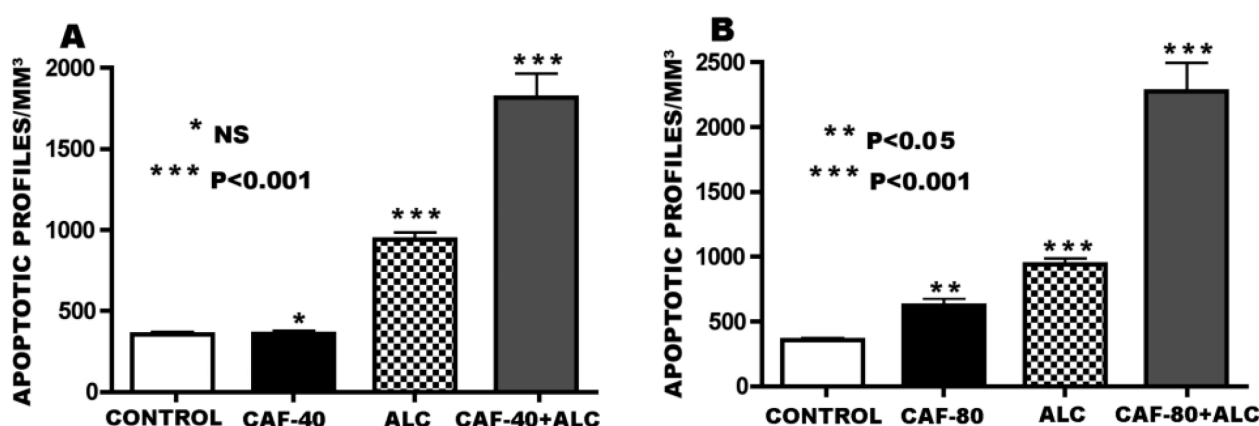 A
APOPTOTIC PROFILES/MM³
2000
1500
1000
500
0
* NS
*** P<0.001
*
***
***
CONTROL CAF-40 ALC CAF-40+ALC
B
APOPTOTIC PROFILES/MM³
2500
2000
1500
1000
500
0
** P<0.05
*** P<0.001
**
***
***
CONTROL CAF-80 ALC CAF-80+ALC